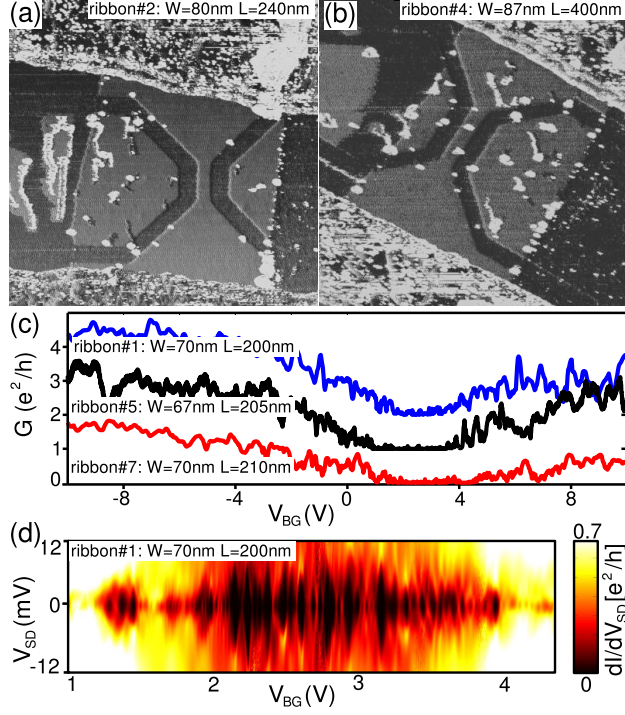 (a) ribbon#2: W=80nm L=240nm
(b) ribbon#4: W=87nm L=400nm
(c)
ribbon#1: W=70nm L=200nm
ribbon#5: W=67nm L=205nm
ribbon#7: W=70nm L=210nm
G (e²/h)
4
3
2
1
0
-8 -4 0 4 8
V_BG (V)
(d)
ribbon#1: W=70nm L=200nm
V_SD (mV)
12
0
-12
1 2 3 4
V_BG (V)
0.7
0
dI/dV_SD [e²/h]